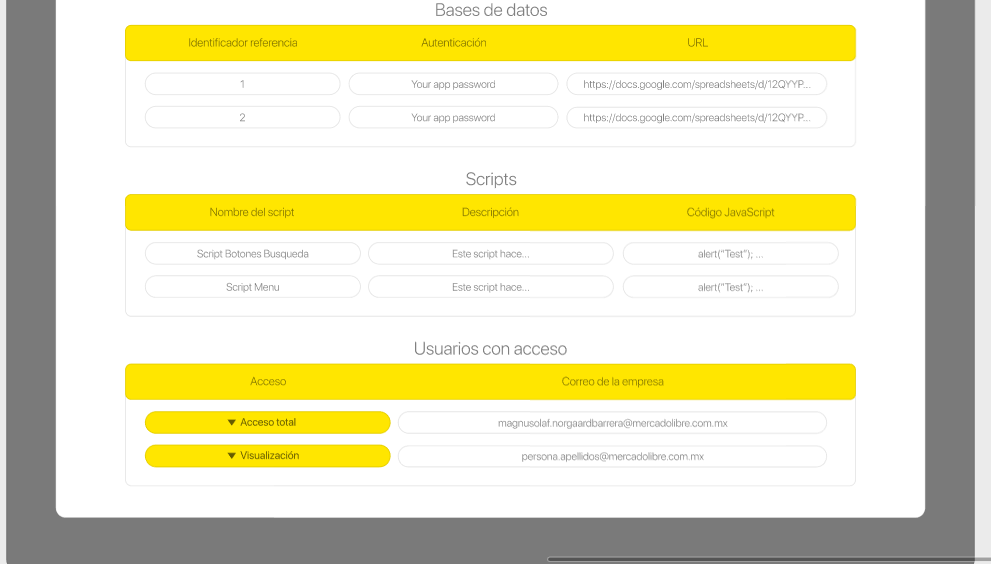 Bases de datos
Identificador referencia Autenticación URL
1 Your app password https://docs.google.com/spreadsheets/d/12QYYP...
2 Your app password https://docs.google.com/spreadsheets/d/12QYYP...
Scripts
Nombre del script Descripción Código JavaScript
Script Botones Busqueda Este script hace... alert("Test"); ...
Script Menu Este script hace... alert("Test"); ...
Usuarios con acceso
Acceso Correo de la empresa
▼ Acceso total magnusolaf.norgaardbarrera@mercadolibre.com.mx
▼ Visualización persona.apellidos@mercadolibre.com.mx